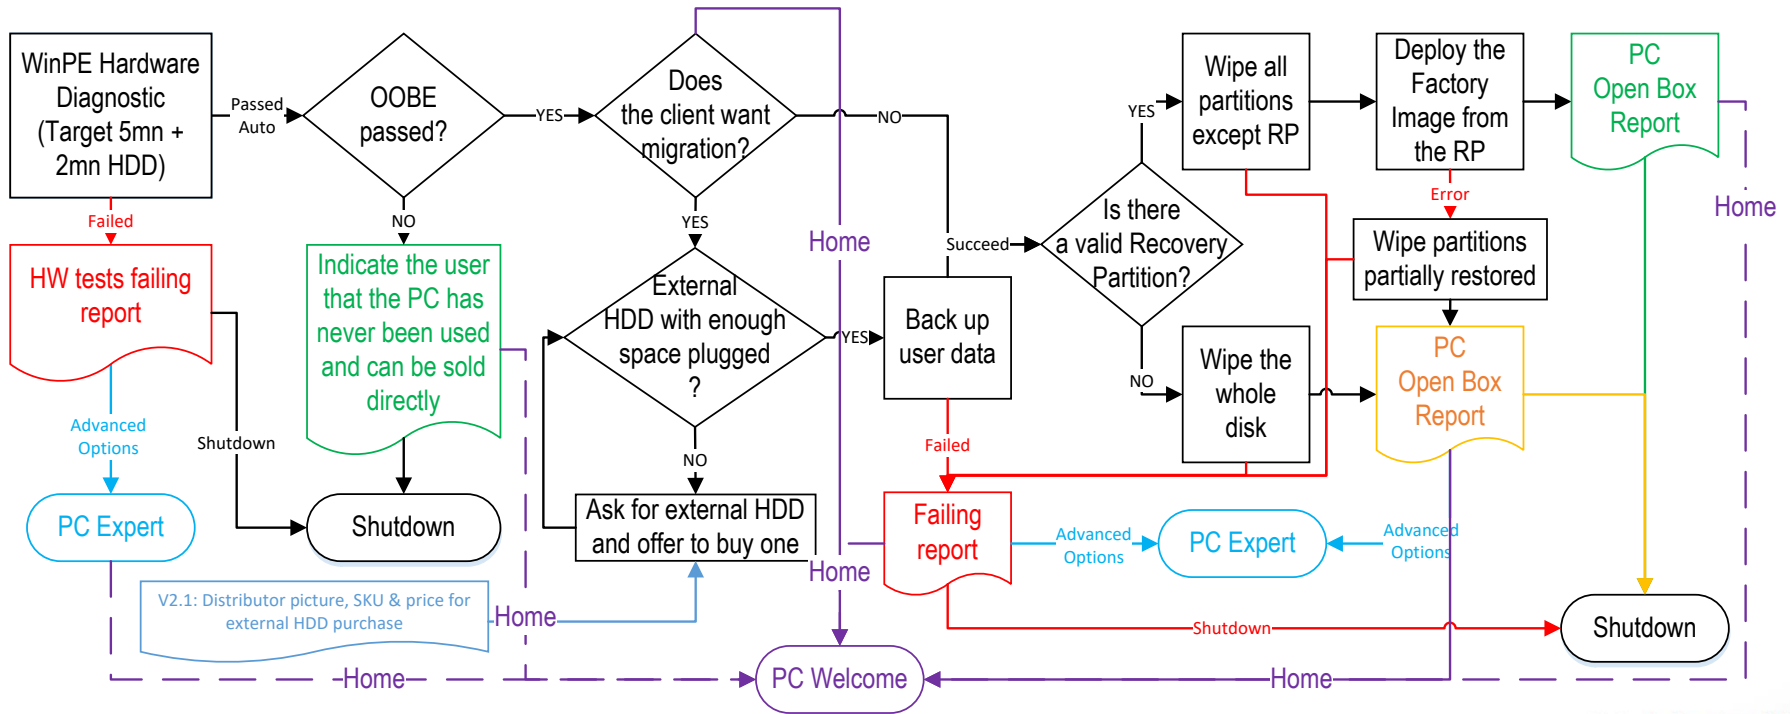 WinPE Hardware
Diagnostic
(Target 5mn +
2mn HDD)
Passed
Auto
OOBE
passed?
YES
Does
the client want
migration?
NO
YES
Wipe all
partitions
except RP
Deploy the
Factory
Image from
the RP
PC
Open Box
Report
Failed
NO
YES
Home
Succeed
Is there
a valid Recovery
Partition?
Error
Home
HW tests failing
report
Indicate the user
that the PC has
never been used
and can be sold
directly
External
HDD with enough
space plugged
?
YES
Back up
user data
Wipe partitions
partially restored
NO
Wipe the
whole
disk
PC
Open Box
Report
Advanced
Options
Shutdown
NO
Failed
PC Expert
Shutdown
Ask for external HDD
and offer to buy one
Home
Failing
report
Advanced
Options
PC Expert
Advanced
Options
V2.1: Distributor picture, SKU & price for
external HDD purchase
Home
Shutdown
Shutdown
Home
PC Welcome
Home